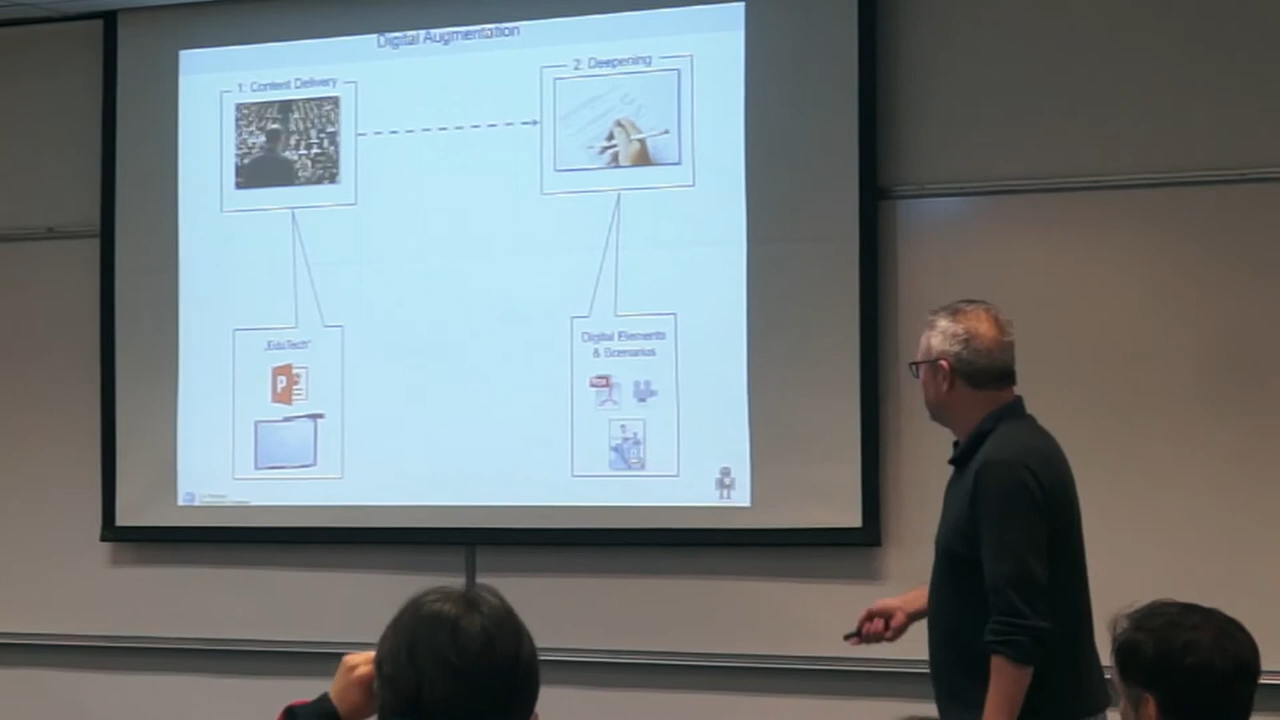 Digital Augmentation
1: Content Delivery
2: Deepening
„EduTech“
P
Digital Elements
& Scenarios